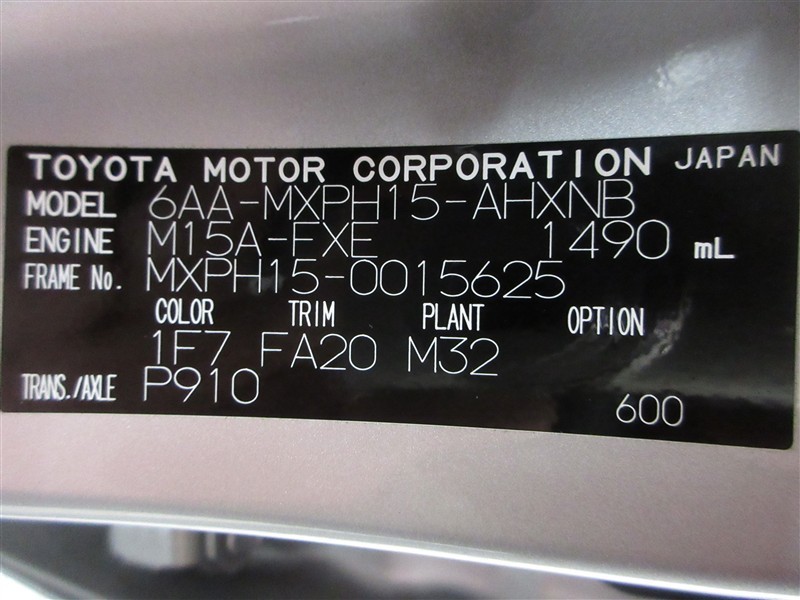 TOYOTA MOTOR CORPORATION JAPAN
MODEL 6AA-MXPH15-AHXNB
ENGINE M15A-FXE 1490 mL
FRAME No. MXPH15-0015625
COLOR TRIM PLANT OPTION
1F7 FA20 M32
TRANS./AXLE P910
600